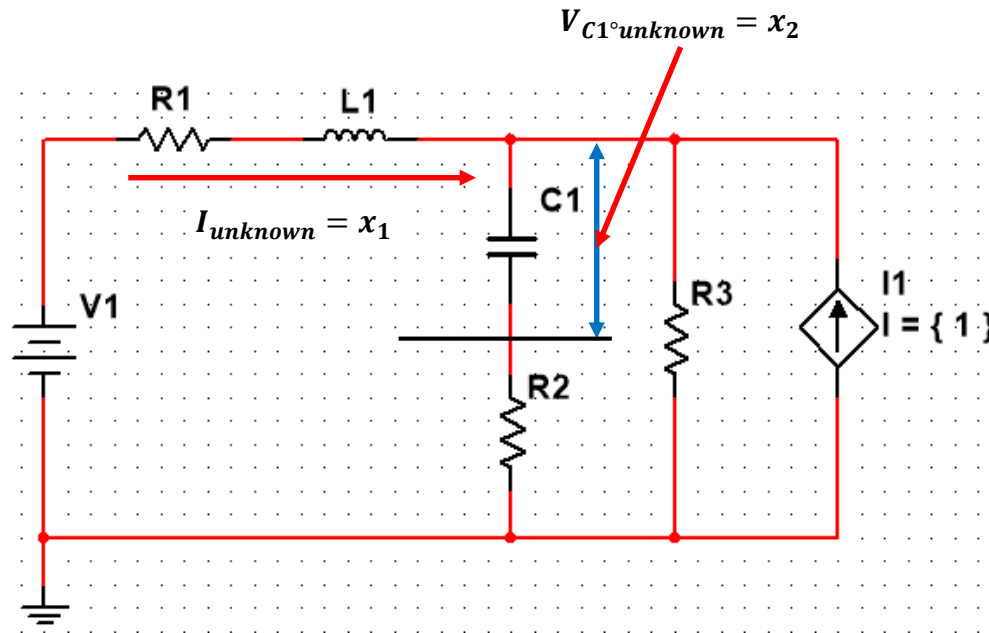 V_{C1°unknown} = x_2
R1
L1
I_{unknown} = x_1
C1
V1
R3
I1
I = { 1 }
R2